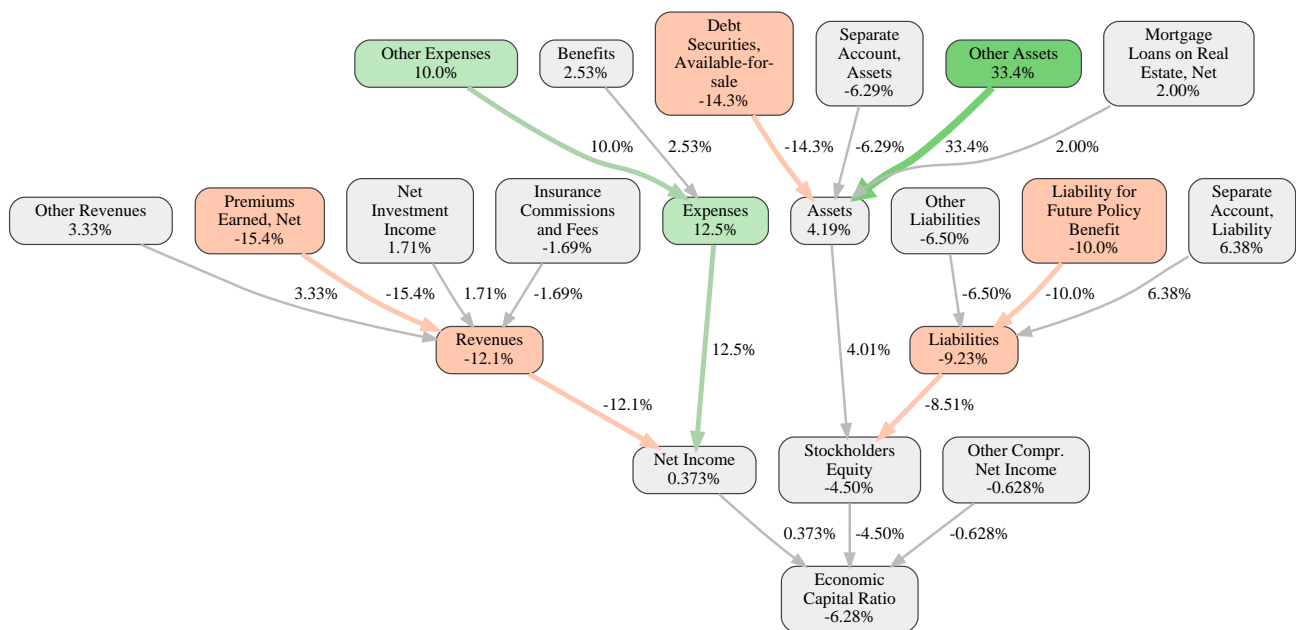 Other Expenses
10.0%
Benefits
2.53%
Debt
Securities,
Available-for-
sale
-14.3%
Separate
Account,
Assets
-6.29%
Other Assets
33.4%
Mortgage
Loans on Real
Estate, Net
2.00%
10.0%
2.53%
-14.3%
-6.29%
33.4%
2.00%
Other Revenues
3.33%
Premiums
Earned, Net
-15.4%
Net
Investment
Income
1.71%
Insurance
Commissions
and Fees
-1.69%
Expenses
12.5%
Assets
4.19%
Other
Liabilities
-6.50%
Liability for
Future Policy
Benefit
-10.0%
Separate
Account,
Liability
6.38%
3.33%
-15.4%
1.71%
-1.69%
-6.50%
-10.0%
6.38%
Revenues
-12.1%
12.5%
4.01%
Liabilities
-9.23%
-12.1%
-8.51%
Net Income
0.373%
Stockholders
Equity
-4.50%
Other Compr.
Net Income
-0.628%
0.373%
-4.50%
-0.628%
Economic
Capital Ratio
-6.28%